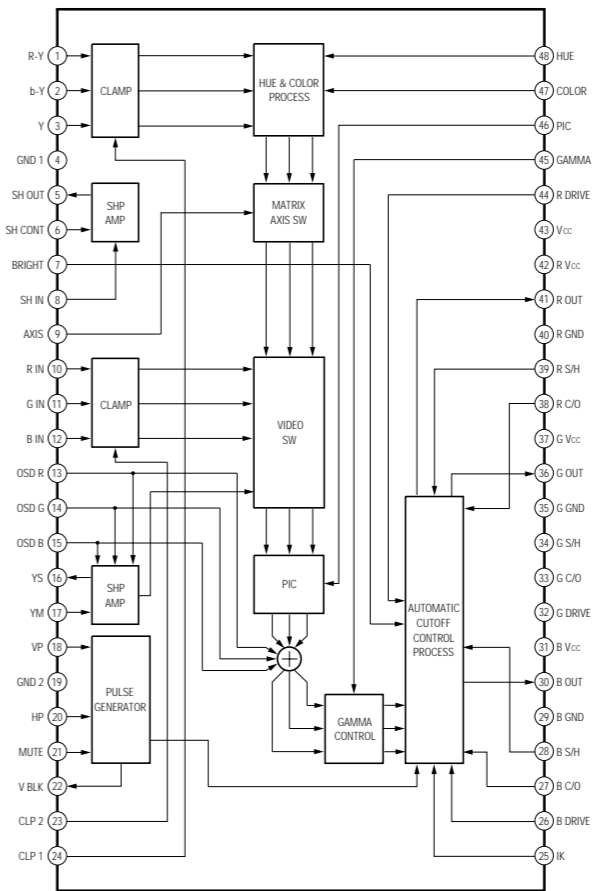 R-Y 1
b-Y 2
Y 3
GND 1 4
SH OUT 5
SH CONT 6
BRIGHT 7
SH IN 8
AXIS 9
R IN 10
G IN 11
B IN 12
OSD R 13
OSD G 14
OSD B 15
YS 16
YM 17
VP 18
GND 2 19
HP 20
MUTE 21
V BLK 22
CLP 2 23
CLP 1 24
CLAMP
SHP
AMP
CLAMP
SHP
AMP
PULSE
GENERATOR
HUE & COLOR
PROCESS
MATRIX
AXIS SW
VIDEO
SW
PIC
+
GAMMA
CONTROL
AUTOMATIC
CUTOFF
CONTROL
PROCESS
48 HUE
47 COLOR
46 PIC
45 GAMMA
44 R DRIVE
43 Vcc
42 R Vcc
41 R OUT
40 R GND
39 R S/H
38 R C/O
37 G Vcc
36 G OUT
35 G GND
34 G S/H
33 G C/O
32 G DRIVE
31 B Vcc
30 B OUT
29 B GND
28 B S/H
27 B C/O
26 B DRIVE
25 IK